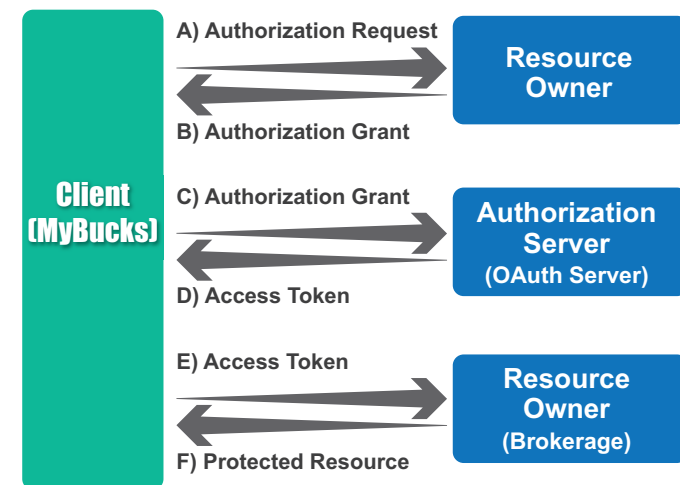 A) Authorization Request
Resource
Owner
B) Authorization Grant
Client
(MyBucks)
C) Authorization Grant
Authorization
Server
(OAuth Server)
D) Access Token
E) Access Token
Resource
Owner
(Brokerage)
F) Protected Resource